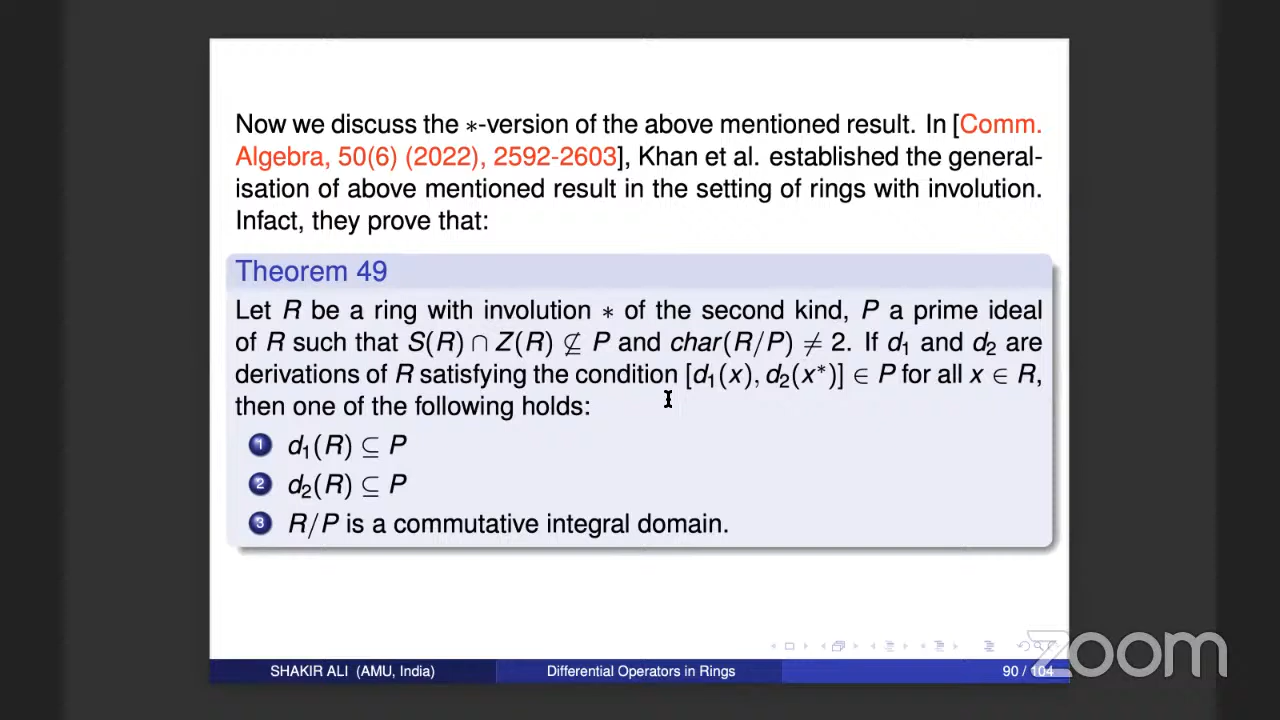 Now we discuss the ∗-version of the above mentioned result. In [Comm.
Algebra, 50(6) (2022), 2592-2603], Khan et al. established the general-
isation of above mentioned result in the setting of rings with involution.
Infact, they prove that:
Theorem 49
Let R be a ring with involution ∗ of the second kind, P a prime ideal
of R such that S(R) ∩ Z(R) ⊈ P and char(R/P) ≠ 2. If d₁ and d₂ are
derivations of R satisfying the condition [d₁(x), d₂(x*)] ∈ P for all x ∈ R,
then one of the following holds:
1 d₁(R) ⊆ P
2 d₂(R) ⊆ P
3 R/P is a commutative integral domain.
SHAKIR ALI (AMU, India) Differential Operators in Rings 90 / 104
zoom